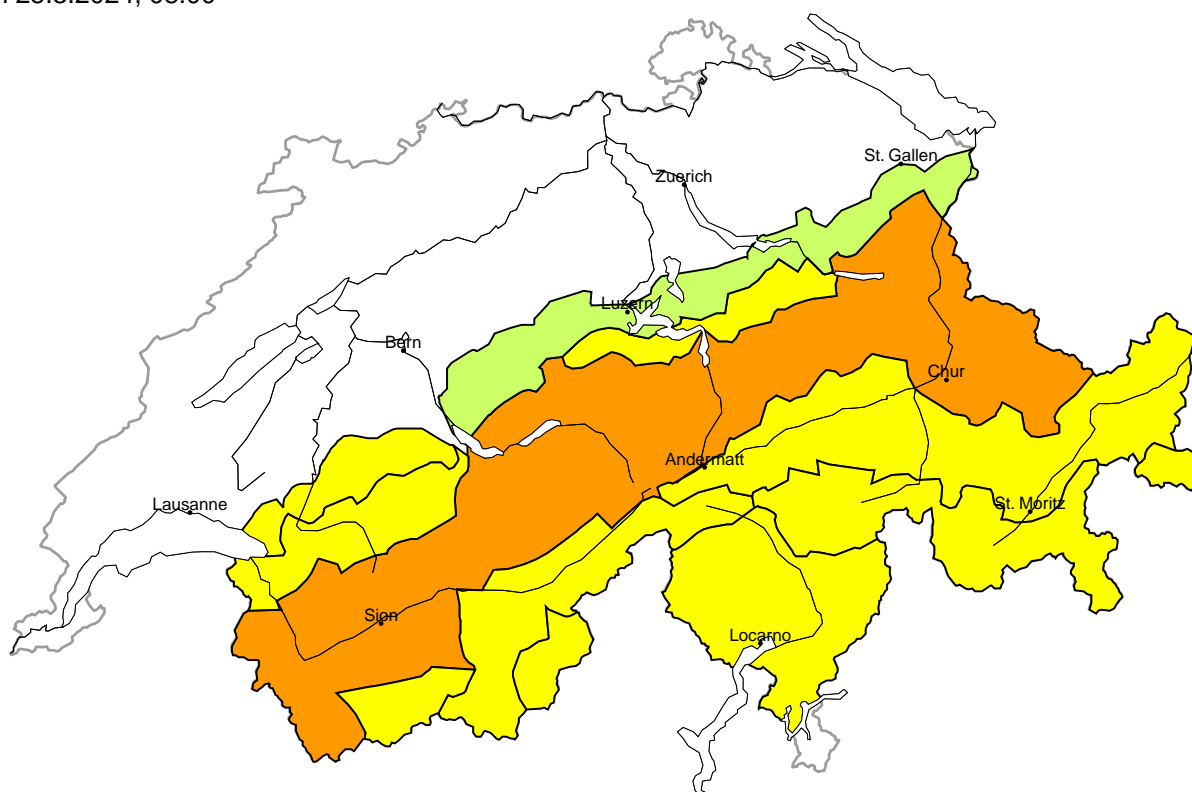 St. Gallen
Zuerich
Luzern
Bern
Chur
Andermatt
Lausanne
St. Moritz
Sion
Locarno